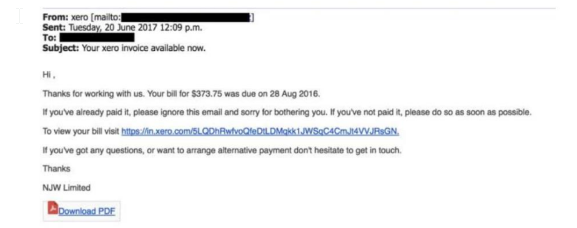 From: xero [mailto:
Sent: Tuesday, 20 June 2017 12:09 p.m.
To:
Subject: Your xero invoice available now.
Hi ,
Thanks for working with us. Your bill for $373.75 was due on 28 Aug 2016.
If you've already paid it, please ignore this email and sorry for bothering you. If you've not paid it, please do so as soon as possible.
To view your bill visit https://in.xero.com/5LQDhRwfvoQfeDtLDMqkk1JWSqC4CmJt4VVJRsGN.
If you've got any questions, or want to arrange alternative payment don't hesitate to get in touch.
Thanks
NJW Limited
Download PDF